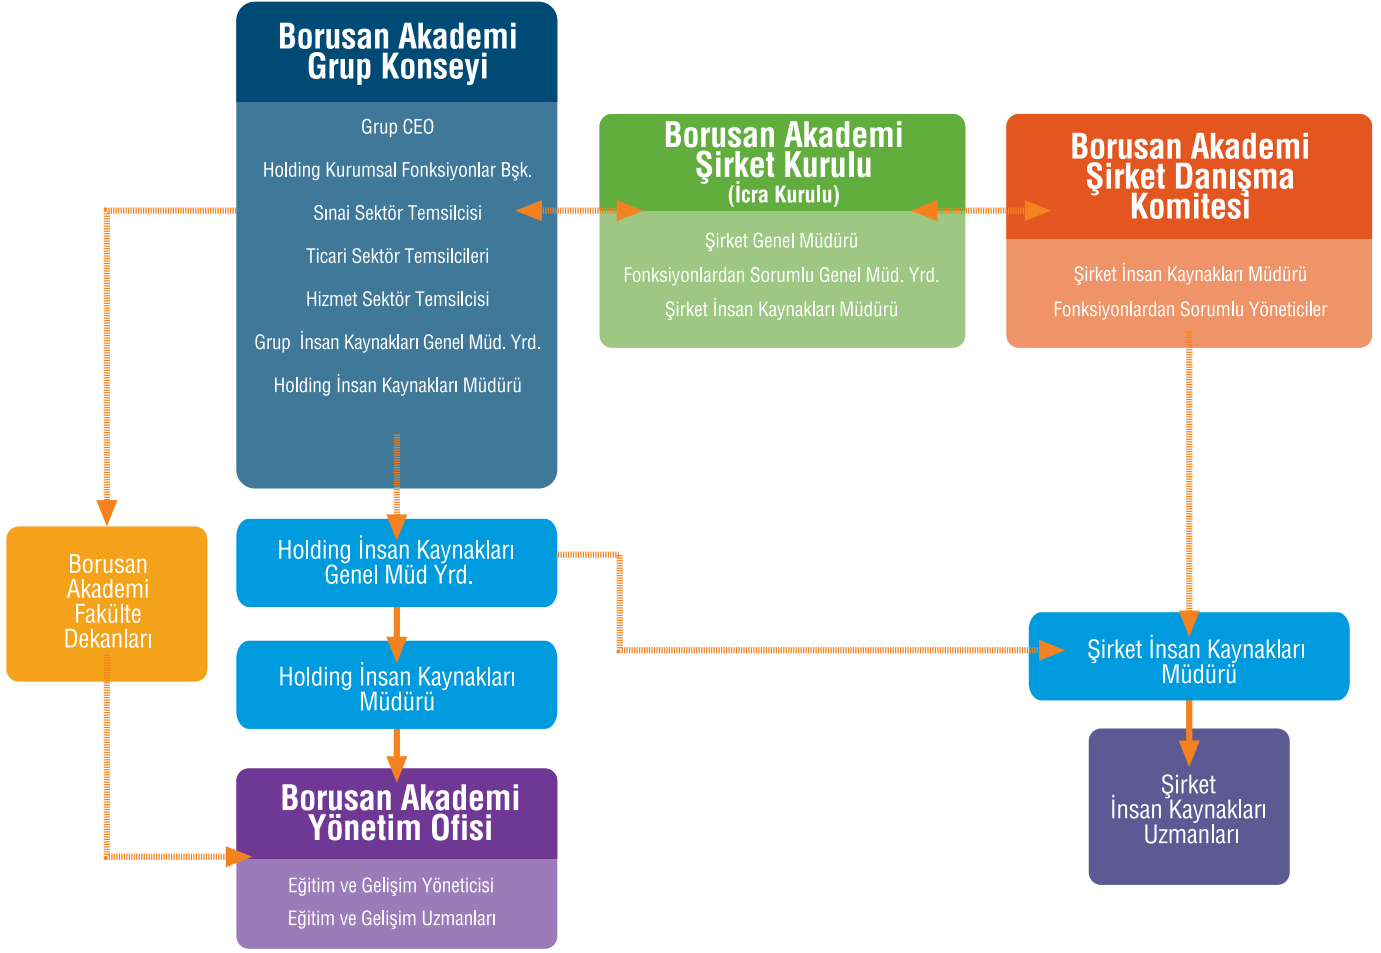 Borusan Akademi
Grup Konseyi
Grup CEO
Holding Kurumsal Fonksiyonlar Bşk.
Sınai Sektör Temsilcisi
Ticari Sektör Temsilcileri
Hizmet Sektör Temsilcisi
Grup İnsan Kaynakları Genel Müd. Yrd.
Holding İnsan Kaynakları Müdürü
Borusan Akademi
Şirket Kurulu
(İcra Kurulu)
Şirket Genel Müdürü
Fonksiyonlardan Sorumlu Genel Müd. Yrd.
Şirket İnsan Kaynakları Müdürü
Borusan Akademi
Şirket Danışma
Komitesi
Şirket İnsan Kaynakları Müdürü
Fonksiyonlardan Sorumlu Yöneticiler
Borusan
Akademi
Fakülte
Dekanları
Holding İnsan Kaynakları
Genel Müd Yrd.
Holding İnsan Kaynakları
Müdürü
Borusan Akademi
Yönetim Ofisi
Eğitim ve Gelişim Yöneticisi
Eğitim ve Gelişim Uzmanları
Şirket İnsan Kaynakları
Müdürü
Şirket
İnsan Kaynakları
Uzmanları